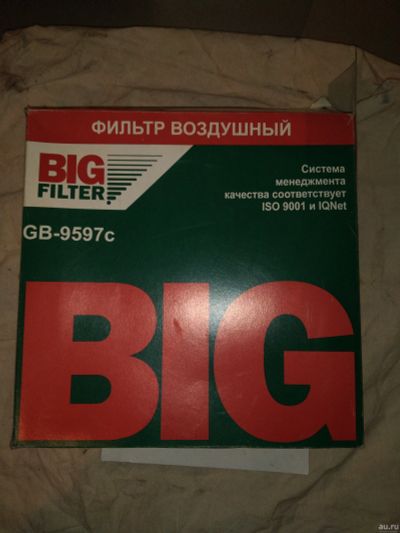 ФИЛЬТР ВОЗДУШНЫЙ
BIG
FILTER
Система
менеджмента
качества соответствует
ISO 9001 и IQNet
GB-9597c
BIG
au.ru